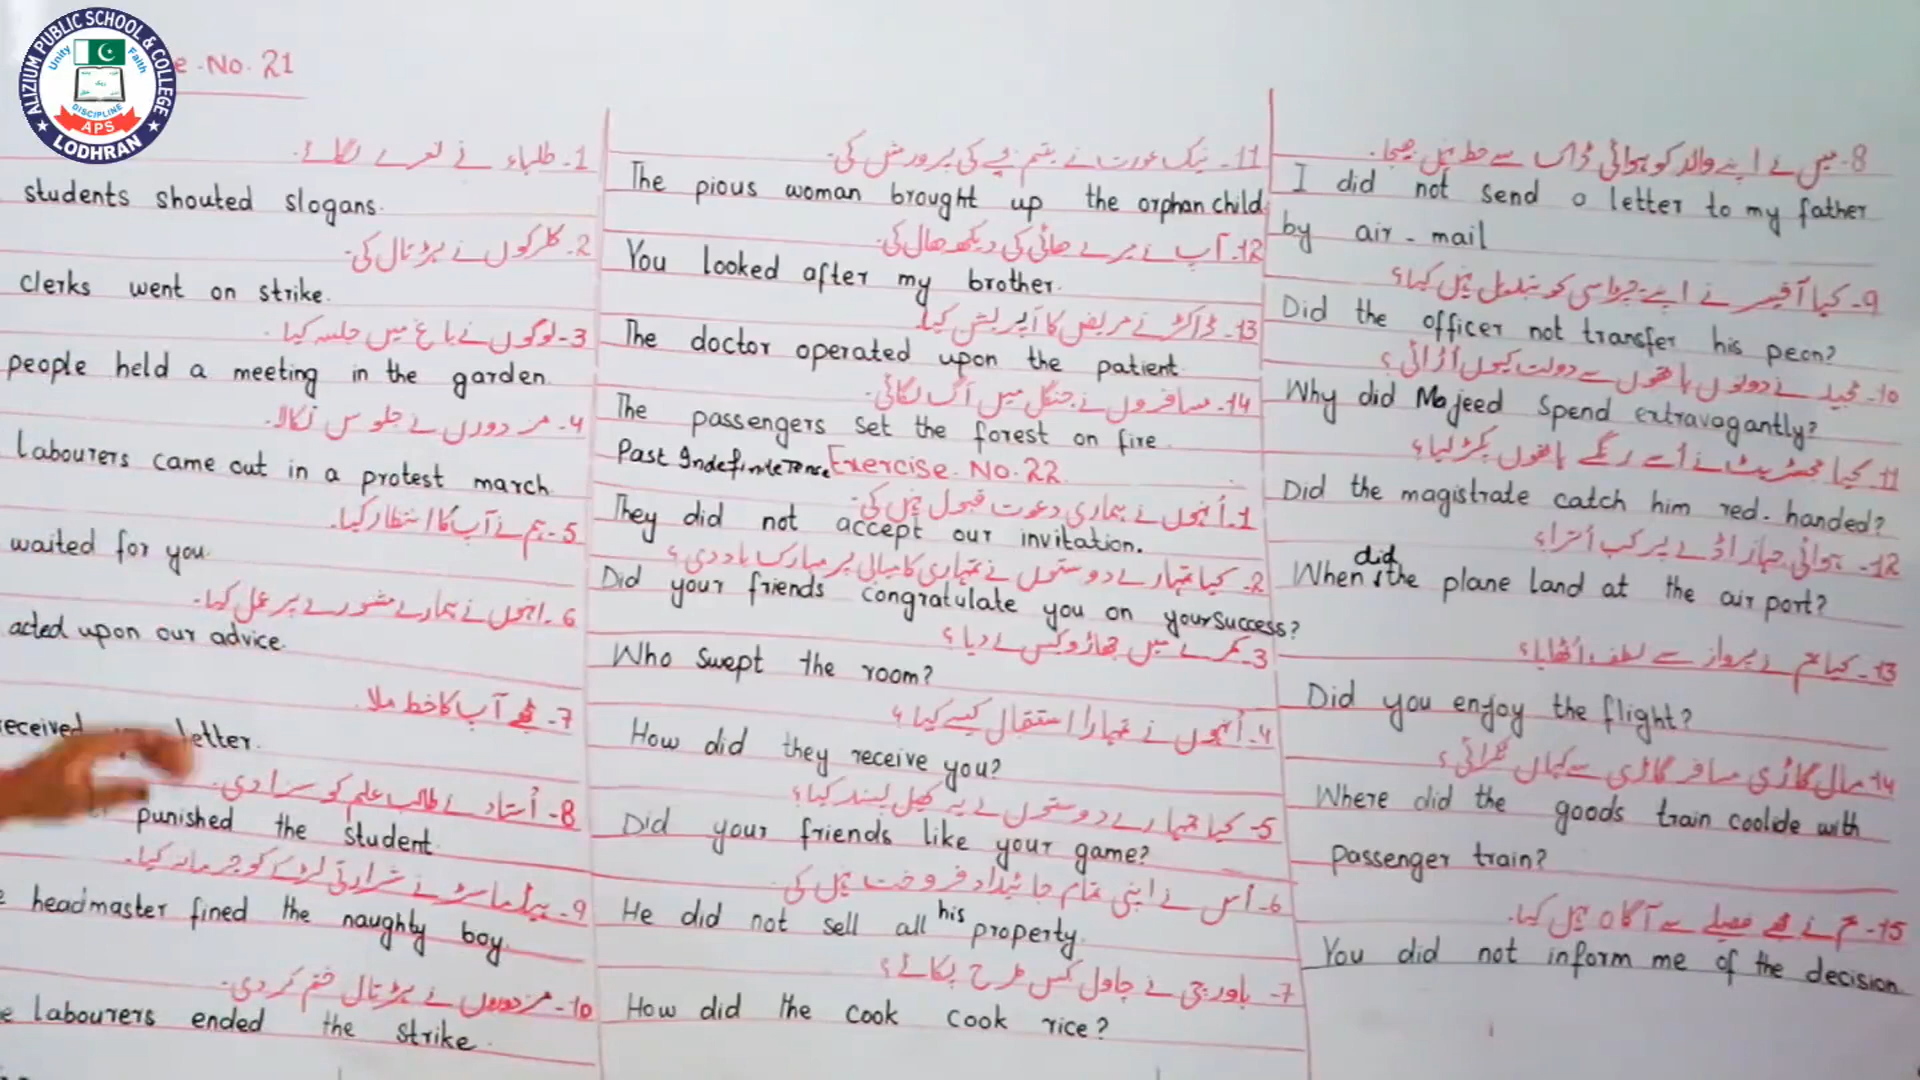 ALIZIUM PUBLIC SCHOOL & COLLEGE
Unity
Faith
DISCIPLINE
APS
LODHRAN
e.No. 21
1- طلباء نے نعرے لگائے۔
students shouted slogans.
2- کلرکوں نے ہڑتال کی۔
clerks went on strike.
3- لوگوں نے باغ میں جلسہ کیا۔
people held a meeting in the garden.
4- مزدوروں نے جلوس نکالا۔
Labourers came out in a protest march.
5- ہم نے آپ کا انتظار کیا۔
waited for you.
6- انہوں نے ہمارے مشورے پر عمل کیا۔
acted upon our advice.
7- مجھے آپ کا خط ملا۔
received letter.
8- اُستاد نے طالب علم کو سزا دی۔
punished the student.
9- ہیڈماسٹر نے شرارتی لڑکے کو جرمانہ کیا۔
e headmaster fined the naughty boy.
10- مزدوروں نے ہڑتال ختم کر دی۔
e labourers ended the strike.
11- نیک عورت نے یتیم بچے کی پرورش کی۔
The pious woman brought up the orphan child
12- آپ نے میرے بھائی کی دیکھ بھال کی۔
You looked after my brother.
13- ڈاکٹر نے مریض کا آپریشن کیا۔
The doctor operated upon the patient.
14- مسافروں نے جنگل میں آگ لگائی۔
The passengers set the forest on fire.
Past Indefinite Tense Exercise. No. 22
1- اُنہوں نے ہماری دعوت قبول نہیں کی۔
They did not accept our invitation.
2- کیا تمہارے دوستوں نے تمہاری کامیابی پر مبارک باد دی؟
Did your friends congratulate you on your success?
3- کمرے میں جھاڑو کس نے دیا؟
Who swept the room?
4- اُنہوں نے تمہارا استقبال کیسے کیا؟
How did they receive you?
5- کیا تمہارے دوستوں نے یہ کھیل پسند کیا؟
Did your friends like your game?
6- اُس نے اپنی تمام جائیداد فروخت نہیں کی۔
He did not sell all his property.
7- باورچی نے چاول کس طرح پکائے؟
How did the cook cook rice?
8- میں نے اپنے والد کو ہوائی ڈاک سے خط نہیں بھیجا۔
I did not send a letter to my father
by air-mail
9- کیا آفیسر نے اپنے چپڑاسی کو تبدیل نہیں کیا؟
Did the officer not transfer his peon?
10- مجید نے دونوں ہاتھوں سے دولت کیوں اُڑائی؟
Why did Majeed Spend extravagantly?
11- کیا مجسٹریٹ نے اسے رنگے ہاتھوں پکڑ لیا؟
Did the magistrate catch him red-handed?
12- ہوائی جہاز اڈے پر کب اُترا؟
When did the plane land at the air port?
13- کیا تم نے پرواز سے لطف اُٹھایا؟
Did you enjoy the flight?
14- مال گاڑی مسافر گاڑی سے کہاں ٹکرائی؟
Where did the goods train coolide with
passenger train?
15- تم نے مجھے فیصلے سے آگاہ نہیں کیا۔
You did not inform me of the decision